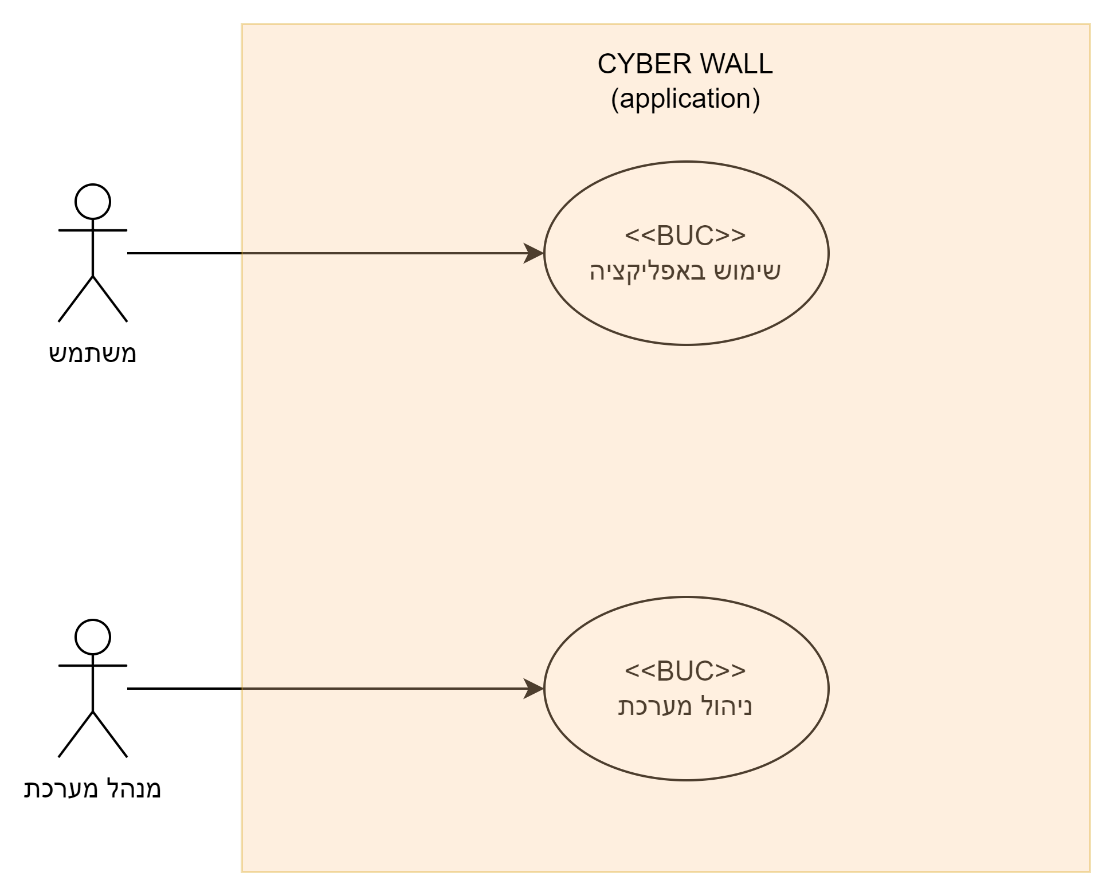 CYBER WALL
(application)
<<BUC>>
שימוש באפליקציה
משתמש
<<BUC>>
ניהול מערכת
מנהל מערכת